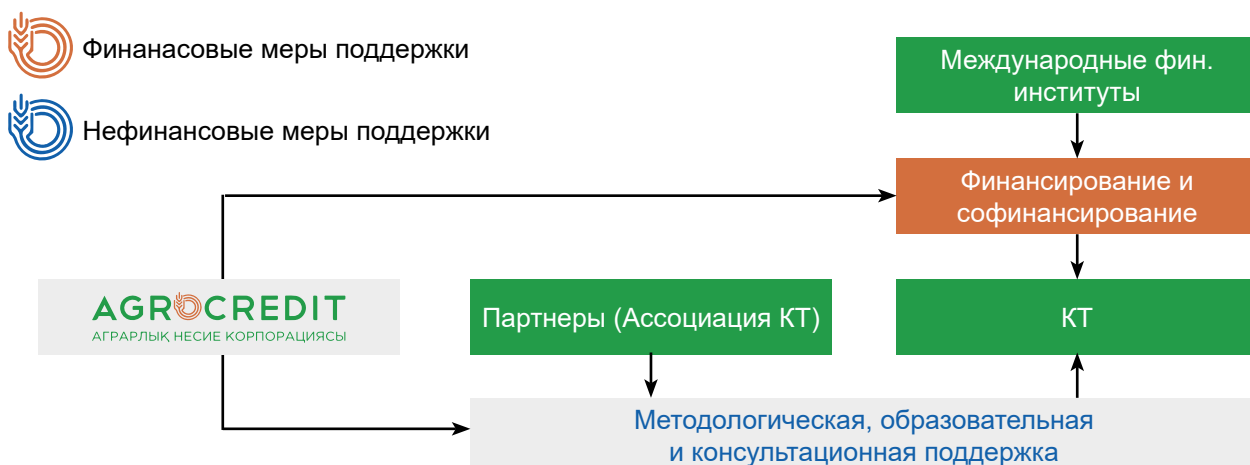 Финанасовые меры поддержки
Нефинансовые меры поддержки
Международные фин.
институты
Финансирование и
софинансирование
AGROCREDIT
АГРАРЛЫҚ НЕСИЕ КОРПОРАЦИЯСЫ
Партнеры (Ассоциация КТ)
КТ
Методологическая, образовательная
и консультационная поддержка